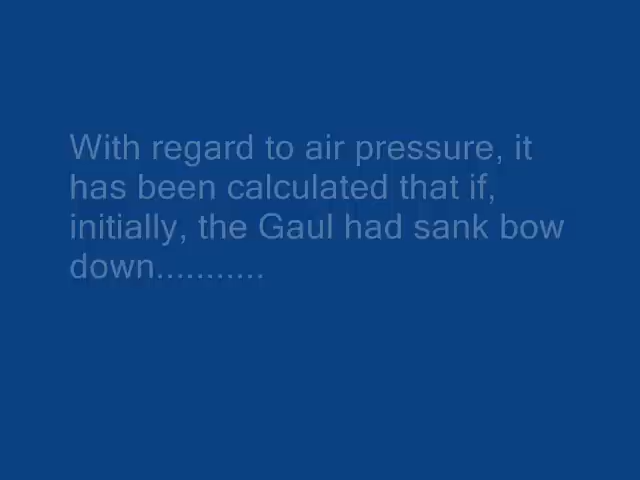 With regard to air pressure, it
has been calculated that if,
initially, the Gaul had sank bow
down...........